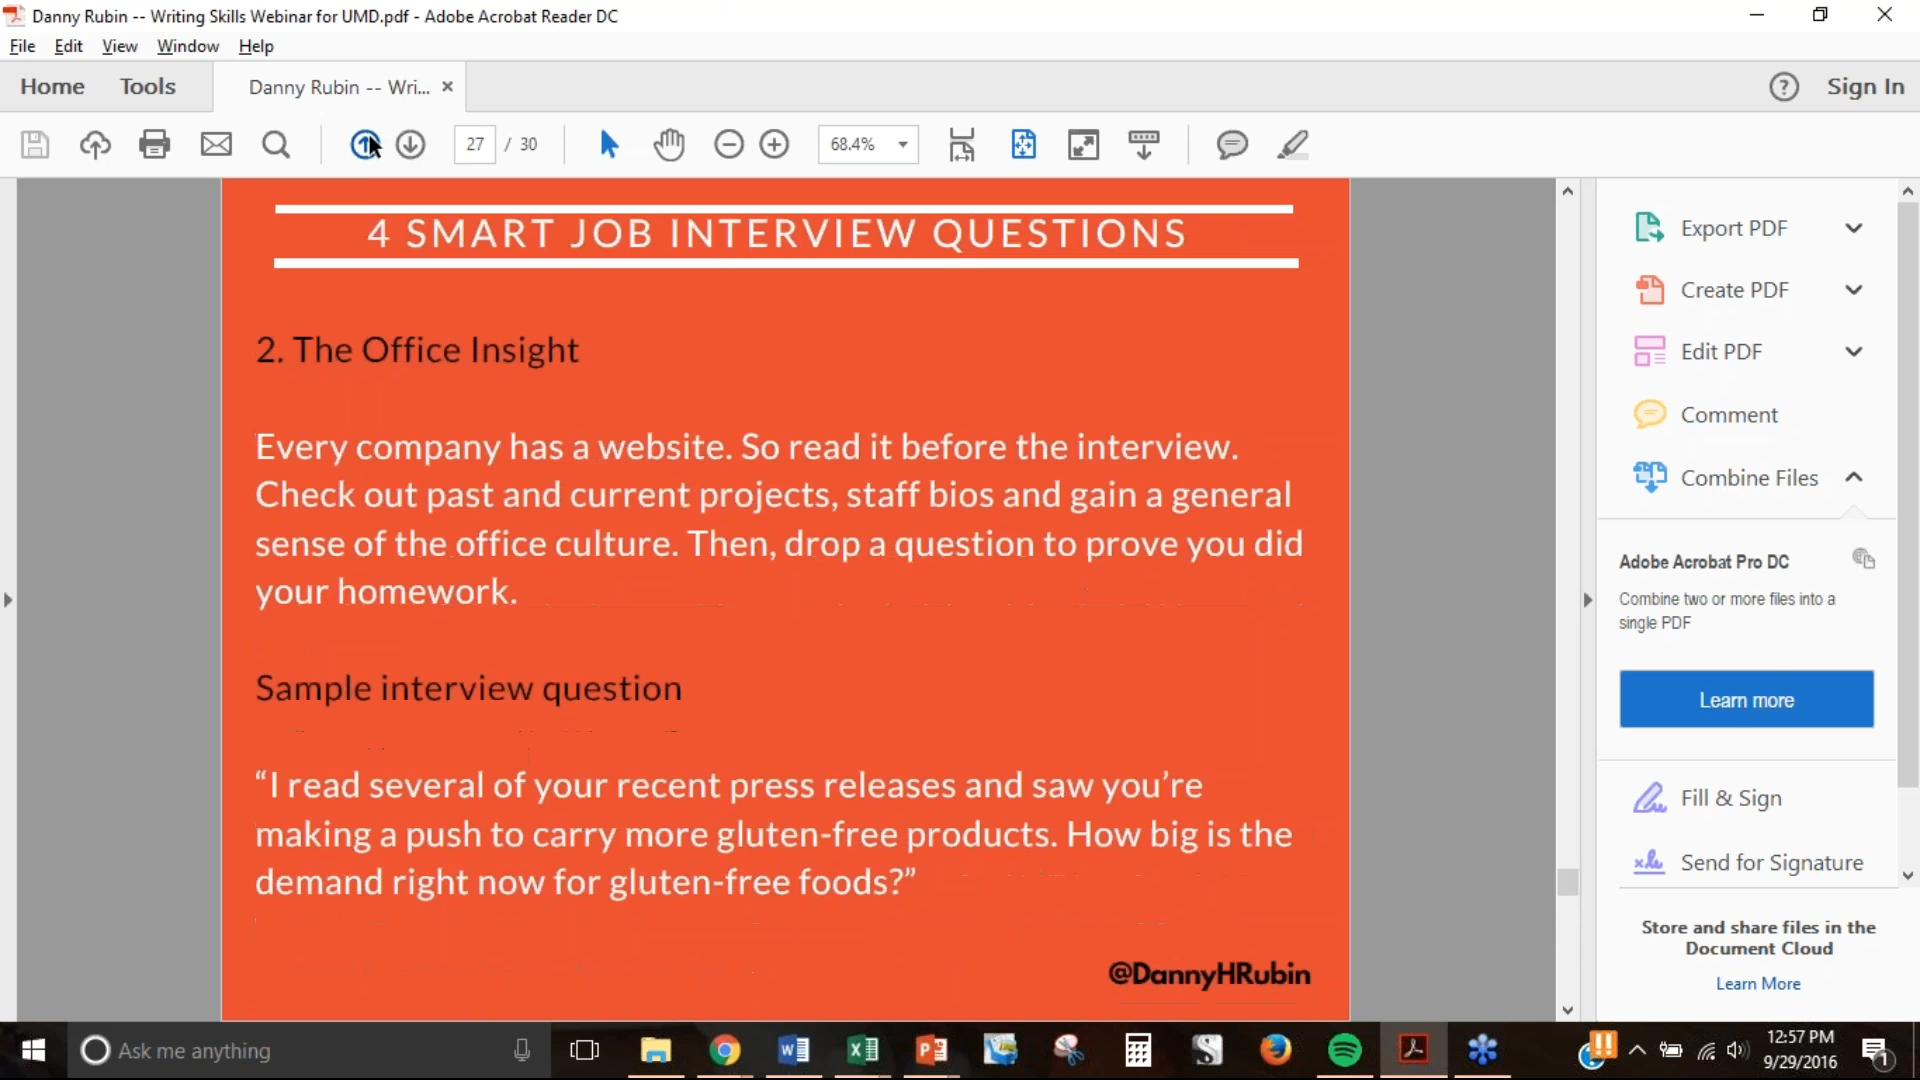 Danny Rubin -- Writing Skills Webinar for UMD.pdf - Adobe Acrobat Reader DC
File Edit View Window Help
Home Tools Danny Rubin -- Wri... Sign In
27 / 30 68.4%
4 SMART JOB INTERVIEW QUESTIONS
2. The Office Insight
Every company has a website. So read it before the interview.
Check out past and current projects, staff bios and gain a general
sense of the office culture. Then, drop a question to prove you did
your homework.
Sample interview question
“I read several of your recent press releases and saw you’re
making a push to carry more gluten-free products. How big is the
demand right now for gluten-free foods?”
@DannyHRubin
Export PDF
Create PDF
Edit PDF
Comment
Combine Files
Adobe Acrobat Pro DC
Combine two or more files into a
single PDF
Learn more
Fill & Sign
Send for Signature
Store and share files in the
Document Cloud
Learn More
Ask me anything
12:57 PM
9/29/2016
1